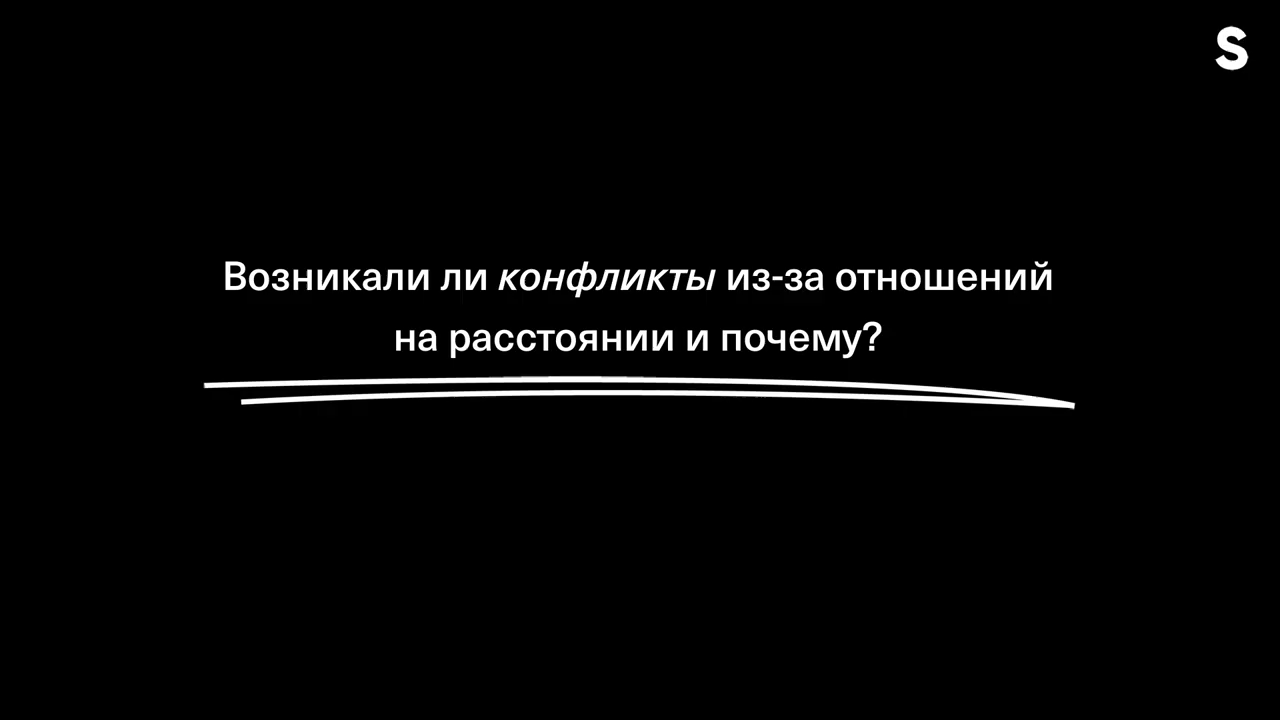 S
Возникали ли конфликты из-за отношений
на расстоянии и почему?